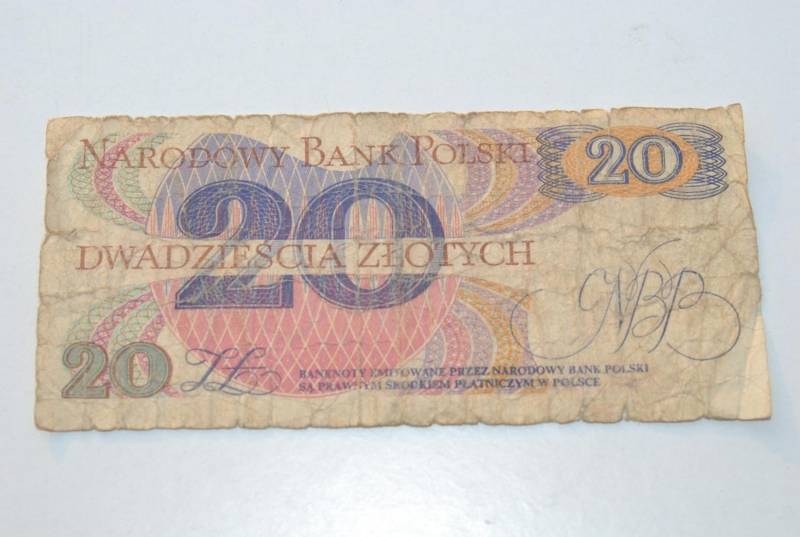 NARODOWY BANK POLSKI
20
20
DWADZIEŚCIA ZŁOTYCH
NBP
20 ZŁ
BANKNOTY EMITOWANE PRZEZ NARODOWY BANK POLSKI
SĄ PRAWNYM ŚRODKIEM PŁATNICZYM W POLSCE